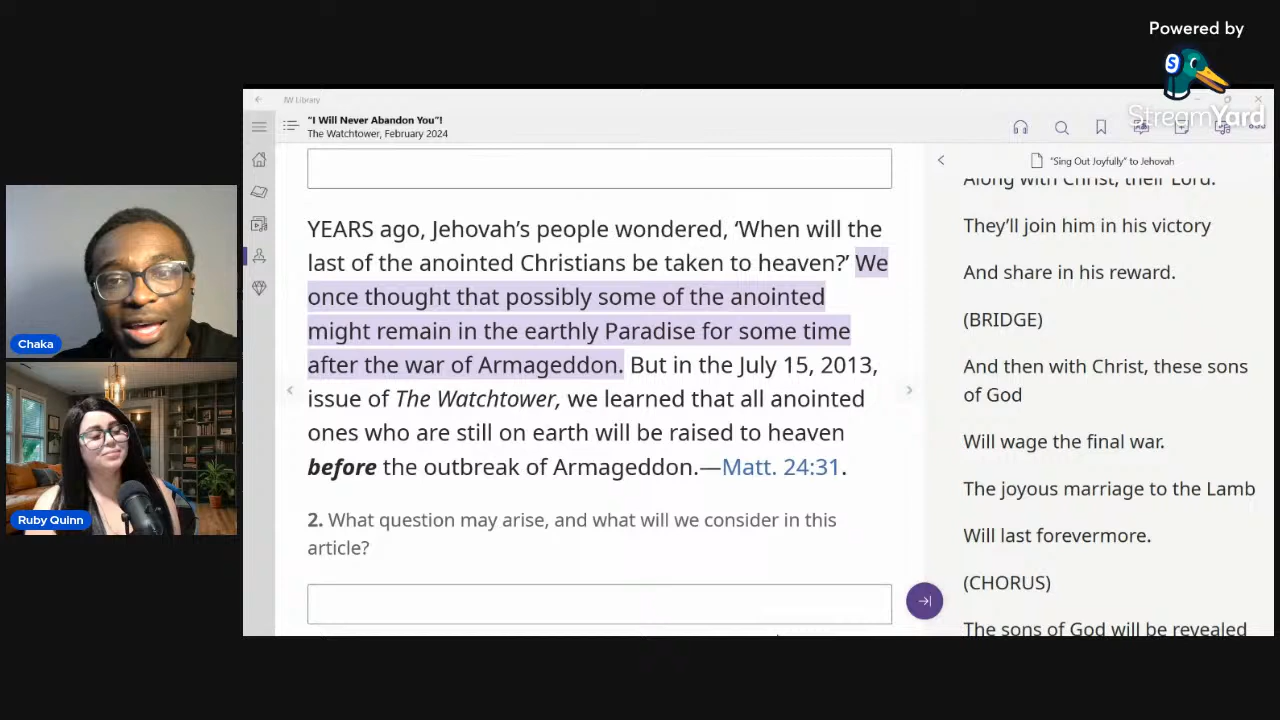 Powered by
S
StreamYard
JW Library
"I Will Never Abandon You"!
The Watchtower, February 2024
YEARS ago, Jehovah's people wondered, 'When will the
last of the anointed Christians be taken to heaven?' We
once thought that possibly some of the anointed
might remain in the earthly Paradise for some time
after the war of Armageddon. But in the July 15, 2013,
issue of The Watchtower, we learned that all anointed
ones who are still on earth will be raised to heaven
before the outbreak of Armageddon.—Matt. 24:31.
2. What question may arise, and what will we consider in this
article?
"Sing Out Joyfully" to Jehovah
Along with Christ, their Lord.
They'll join him in his victory
And share in his reward.
(BRIDGE)
And then with Christ, these sons
of God
Will wage the final war.
The joyous marriage to the Lamb
Will last forevermore.
(CHORUS)
The sons of God will be revealed
Chaka
Ruby Quinn